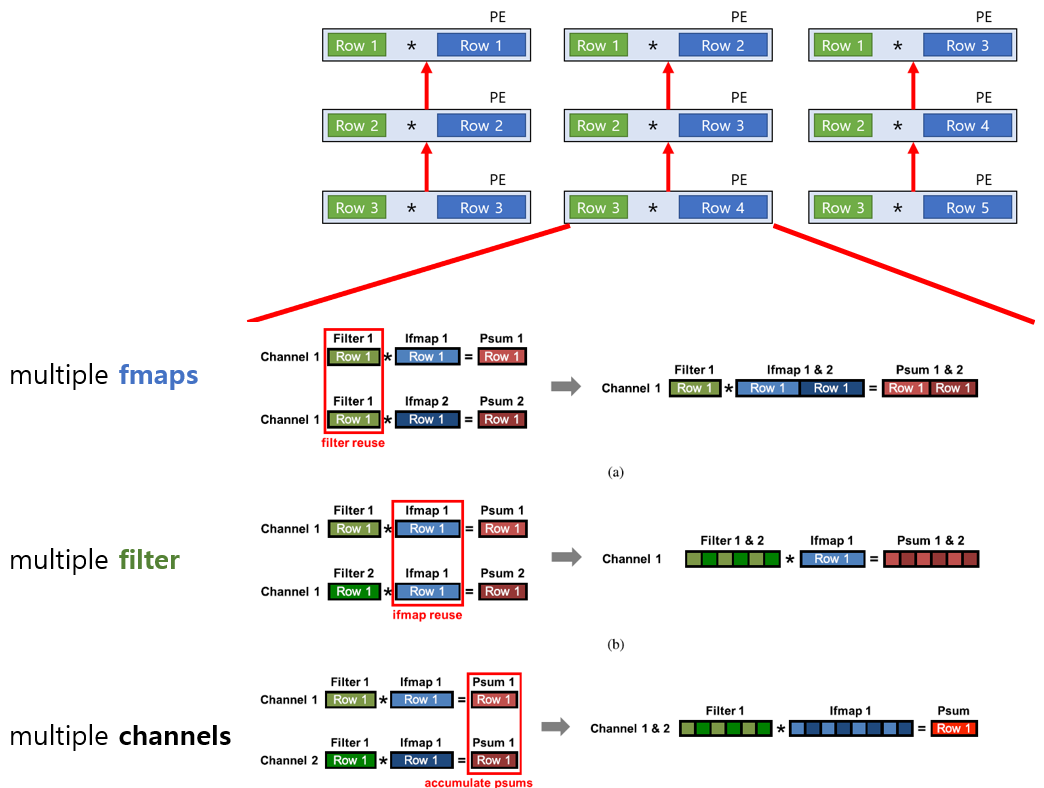 PE PE PE
Row 1 * Row 1 Row 1 * Row 2 Row 1 * Row 3
PE PE PE
Row 2 * Row 2 Row 2 * Row 3 Row 2 * Row 4
PE PE PE
Row 3 * Row 3 Row 3 * Row 4 Row 3 * Row 5
multiple fmaps
Filter 1 Ifmap 1 Psum 1
Channel 1 Row 1 * Row 1 = Row 1
Filter 1 Ifmap 2 Psum 2
Channel 1 Row 1 * Row 1 = Row 1
filter reuse
Filter 1 Ifmap 1 & 2 Psum 1 & 2
Channel 1 Row 1 * Row 1 Row 1 = Row 1 Row 1
(a)
multiple filter
Filter 1 Ifmap 1 Psum 1
Channel 1 Row 1 * Row 1 = Row 1
Filter 2 Ifmap 1 Psum 2
Channel 1 Row 1 * Row 1 = Row 1
ifmap reuse
Filter 1 & 2 Ifmap 1 Psum 1 & 2
Channel 1 * Row 1 =
(b)
multiple channels
Filter 1 Ifmap 1 Psum 1
Channel 1 Row 1 * Row 1 = Row 1
Filter 1 Ifmap 1 Psum 1
Channel 2 Row 1 * Row 1 = Row 1
accumulate psums
Filter 1 Ifmap 1 Psum
Channel 1 & 2 * = Row 1